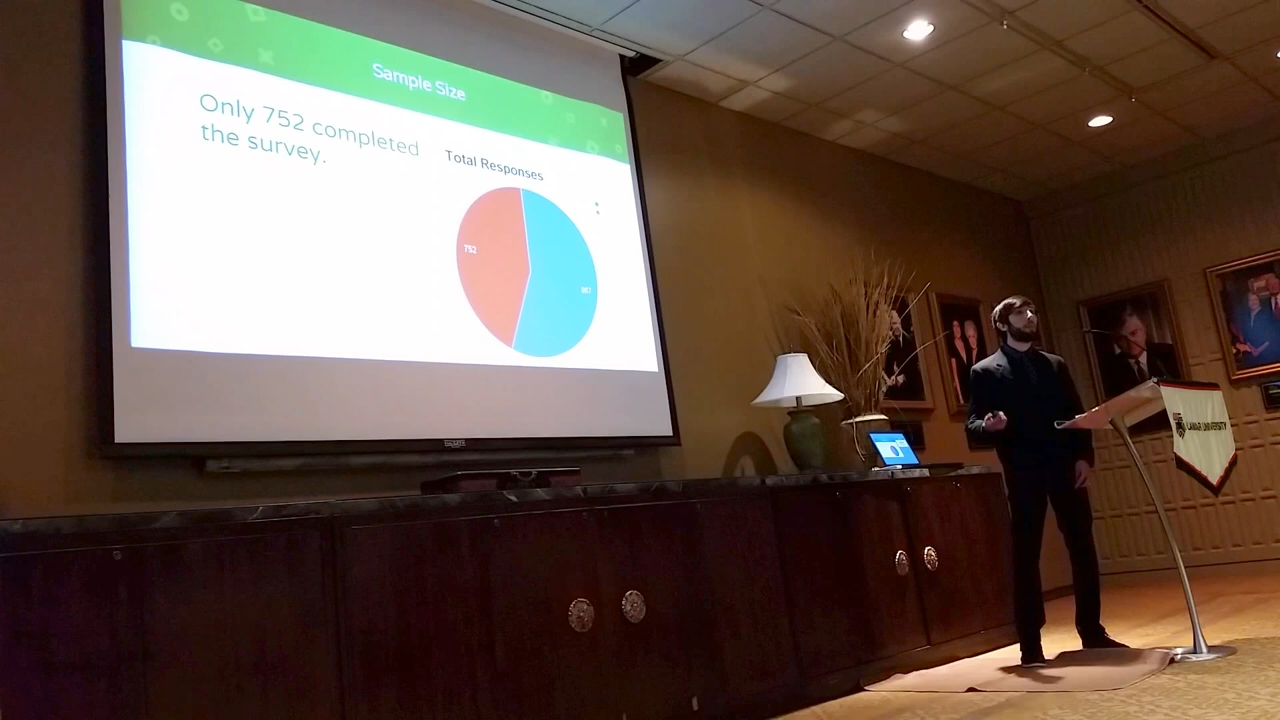 Sample Size
Only 752 completed
the survey.
Total Responses
752
LAMAR UNIVERSITY